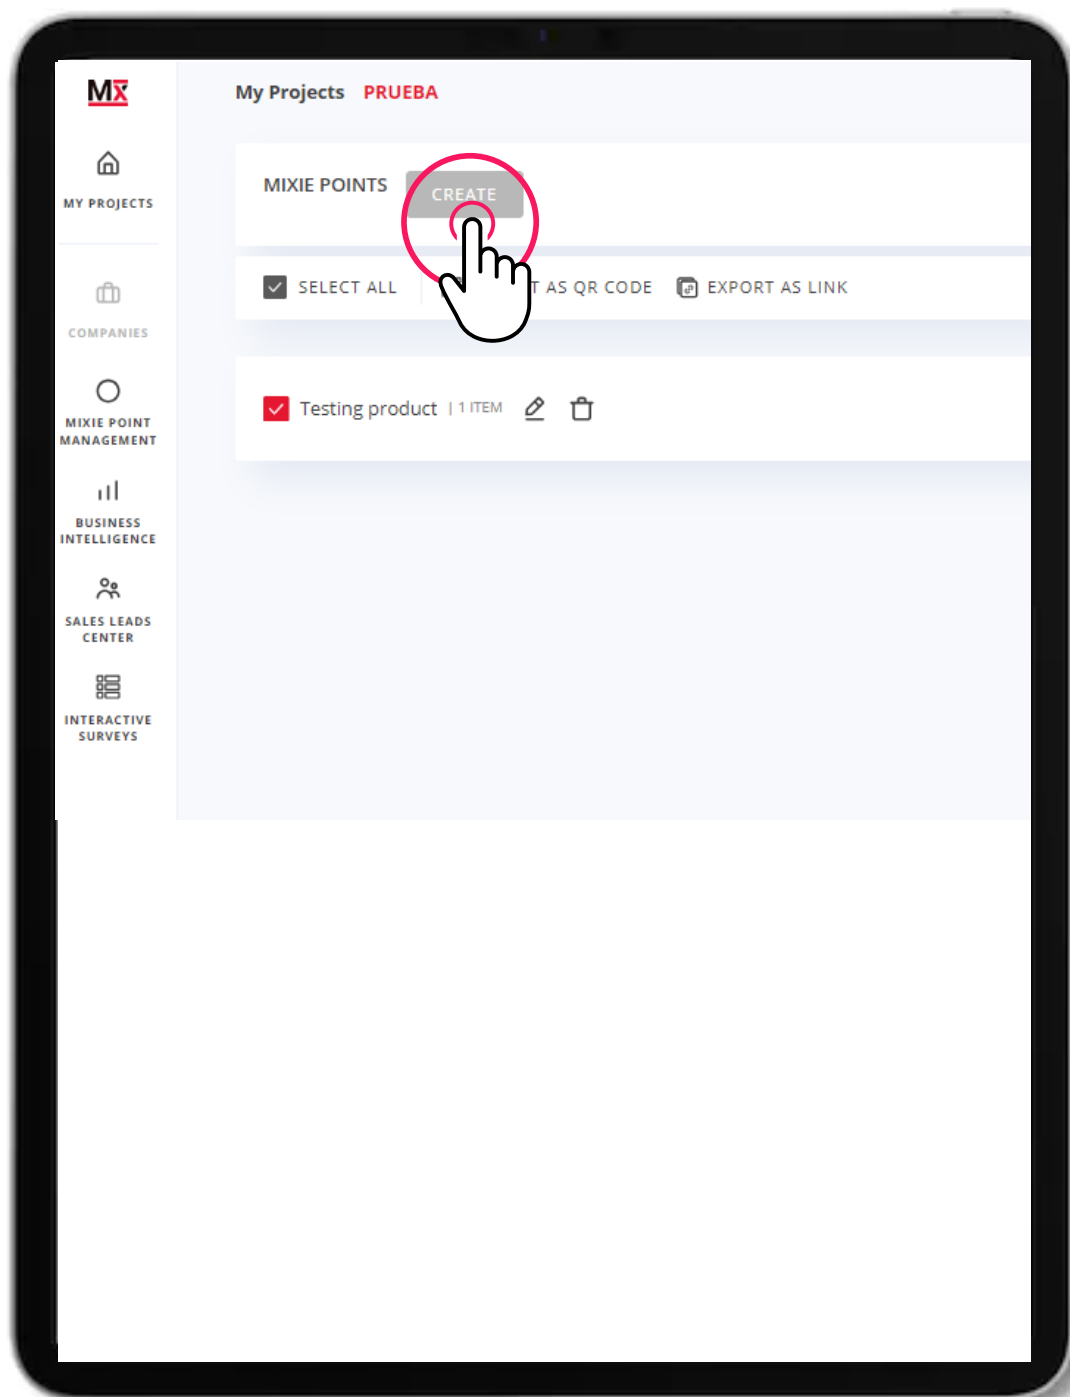 MX
My Projects PRUEBA
MY PROJECTS
COMPANIES
MIXIE POINT
MANAGEMENT
BUSINESS
INTELLIGENCE
SALES LEADS
CENTER
INTERACTIVE
SURVEYS
MIXIE POINTS CREATE
SELECT ALL
T AS QR CODE
EXPORT AS LINK
Testing product | 1 ITEM